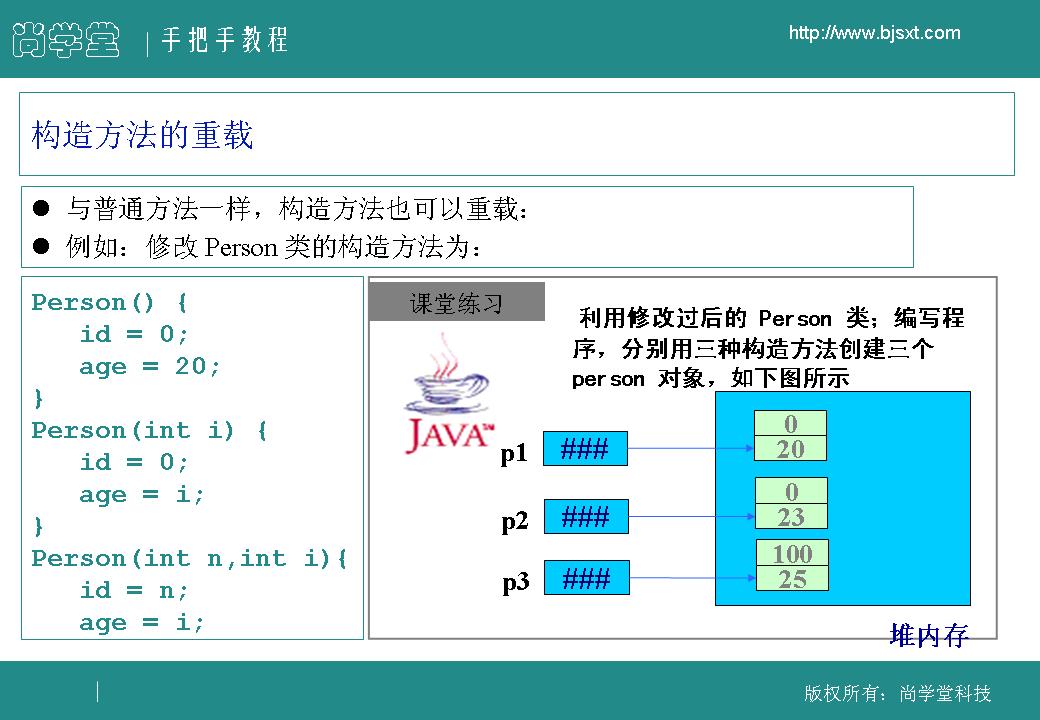 尚学堂 | 手把手教程
http://www.bjsxt.com
构造方法的重载
● 与普通方法一样，构造方法也可以重载：
● 例如：修改 Person 类的构造方法为：
Person() {
   id = 0;
   age = 20;
}
Person(int i) {
   id = 0;
   age = i;
}
Person(int n,int i){
   id = n;
   age = i;
课堂练习
利用修改过后的 Person 类；编写程
序，分别用三种构造方法创建三个
person 对象，如下图所示
JAVA™
p1 ###
0
20
p2 ###
0
23
p3 ###
100
25
堆内存
版权所有：尚学堂科技